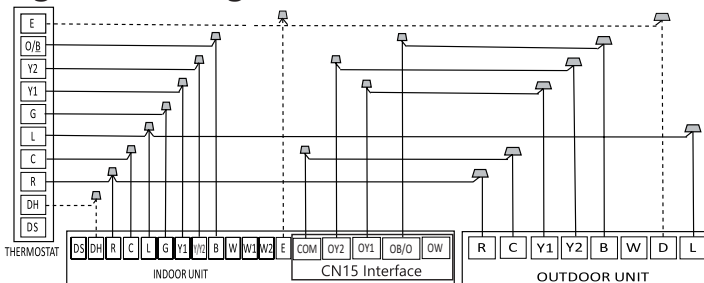 E
O/B
Y2
Y1
G
L
C
R
DH
DS
THERMOSTAT
DS DH R C L G Y1 Y/Y2 B W W1 W2 E
INDOOR UNIT
COM OY2 OY1 OB/O OW
CN15 Interface
R C Y1 Y2 B W D L
OUTDOOR UNIT